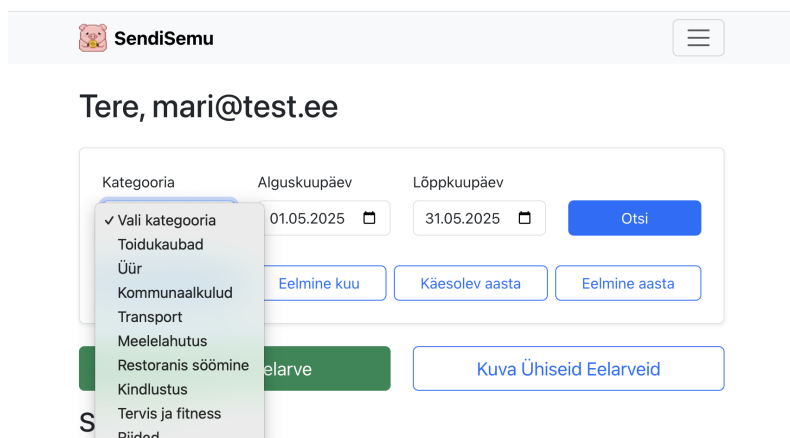 SendiSemu
Tere, mari@test.ee
Kategooria Alguskuupäev Lõppkuupäev
01.05.2025 31.05.2025 Otsi
✓ Vali kategooria
Toidukaubad
Üür
Kommunaalkulud
Transport
Meelelahutus
Restoranis söömine
Kindlustus
Tervis ja fitness
Riided
Eelmine kuu Käesolev aasta Eelmine aasta
elarve Kuva Ühiseid Eelarveid
S